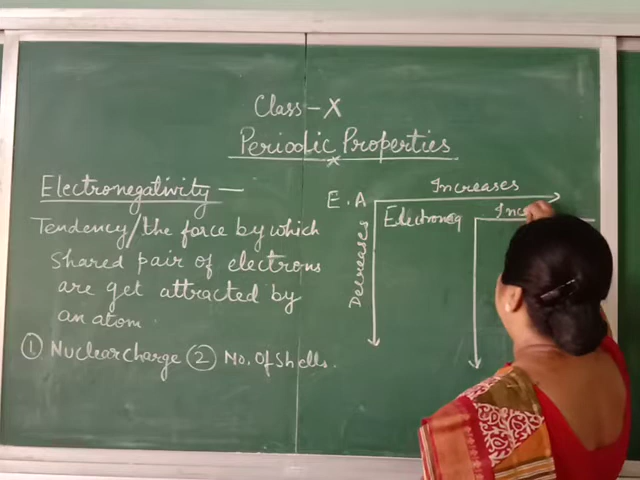 Class – X
Periodic Properties
Electronegativity —
Tendency/the force by which
shared pair of electrons
are get attracted by
an atom.
① Nuclear charge ② No. Of Shells.
E.A Increases
Decreases
Electroneg
Inc